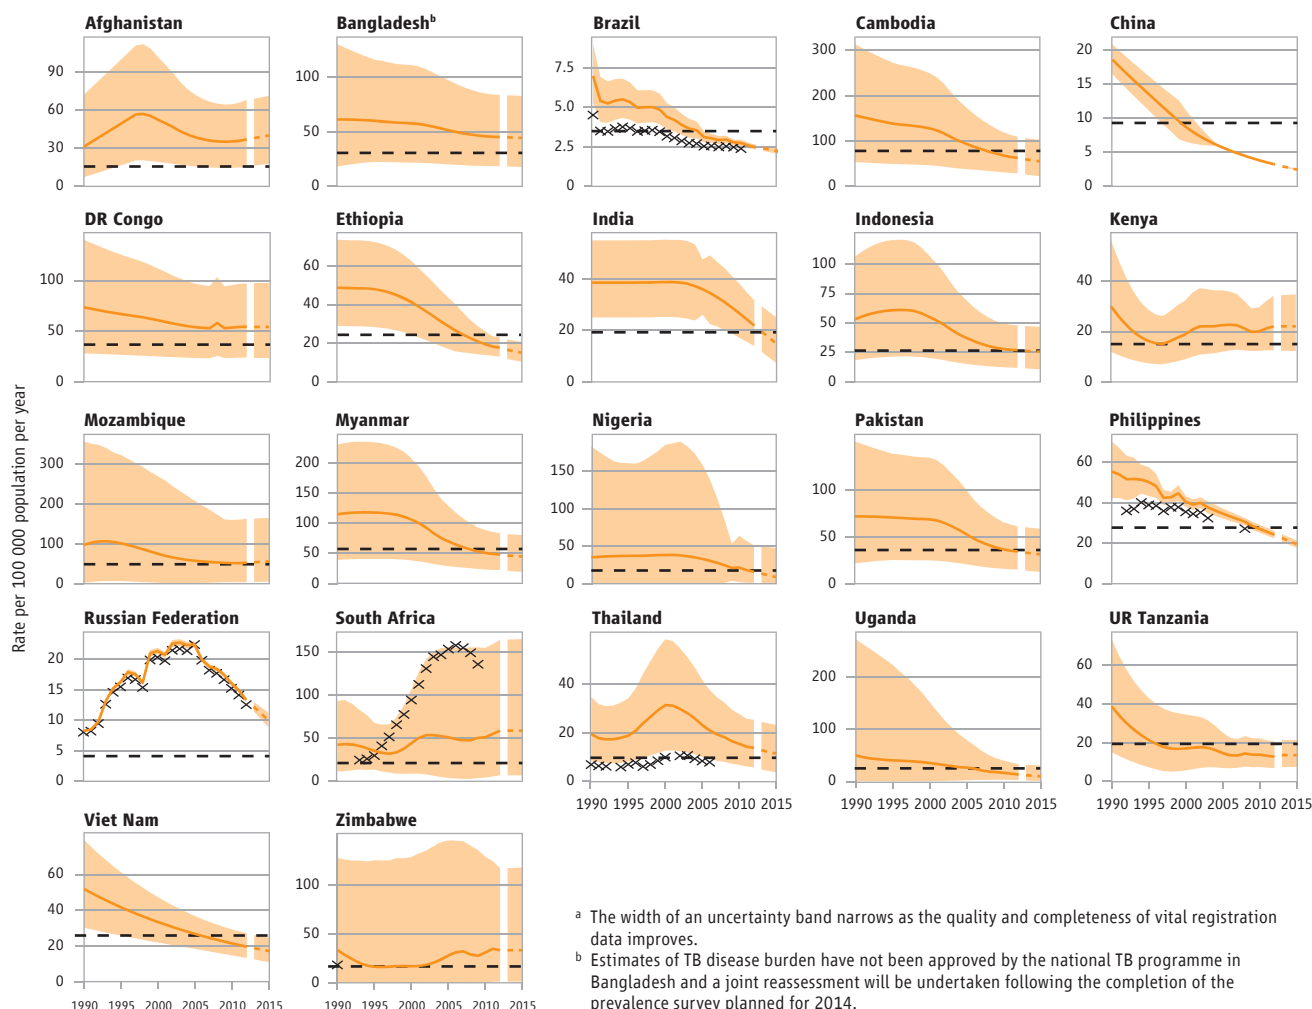 Rate per 100 000 population per year
Afghanistan
90
60
30
0
Bangladeshᵇ
100
50
0
Brazil
7.5
5.0
2.5
0
Cambodia
300
200
150
100
0
China
20
15
10
5
0
DR Congo
100
50
0
Ethiopia
60
40
20
0
India
40
20
0
Indonesia
100
75
50
25
0
Kenya
40
30
20
10
0
Mozambique
300
200
100
0
Myanmar
200
150
100
50
0
Nigeria
150
100
50
0
Pakistan
100
50
0
Philippines
60
40
20
0
Russian Federation
20
15
10
5
0
South Africa
150
100
50
0
Thailand
40
20
10
0
1990 1995 2000 2005 2010 2015
Uganda
200
100
0
1990 1995 2000 2005 2010 2015
UR Tanzania
60
40
20
0
1990 1995 2000 2005 2010 2015
Viet Nam
60
40
20
0
1990 1995 2000 2005 2010 2015
Zimbabwe
100
50
0
1990 1995 2000 2005 2010 2015
ᵃ The width of an uncertainty band narrows as the quality and completeness of vital registration
data improves.
ᵇ Estimates of TB disease burden have not been approved by the national TB programme in
Bangladesh and a joint reassessment will be undertaken following the completion of the
prevalence survey planned for 2014.